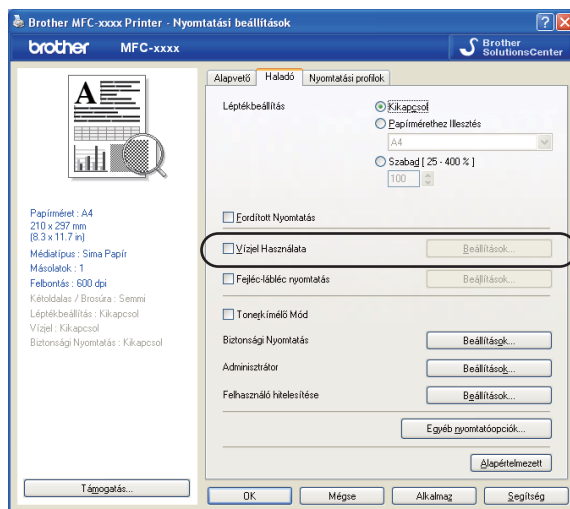 Brother MFC-xxxx Printer - Nyomtatási beállítások
brother MFC-xxxx
Brother
SolutionsCenter
Papírméret : A4
210 x 297 mm
(8.3 x 11.7 in)
Médiatípus : Sima Papír
Másolatok : 1
Felbontás : 600 dpi
Kétoldalas / Brosúra : Semmi
Léptékbeállítás : Kikapcsol
Vízjel : Kikapcsol
Biztonsági Nyomtatás : Kikapcsol
Támogatás...
Alapvető Haladó Nyomtatási profilok
Léptékbeállítás
Kikapcsol
Papírmérethez Illesztés
A4
Szabad [ 25 - 400 % ]
100
Fordított Nyomtatás
Vízjel Használata Beállítások...
Fejléc-lábléc nyomtatás Beállítások...
Tonerkímélő Mód
Biztonsági Nyomtatás Beállítások...
Adminisztrátor Beállítások...
Felhasználó hitelesítése Beállítások...
Egyéb nyomtatóopciók...
Alapértelmezett
OK Mégse Alkalmaz Segítség